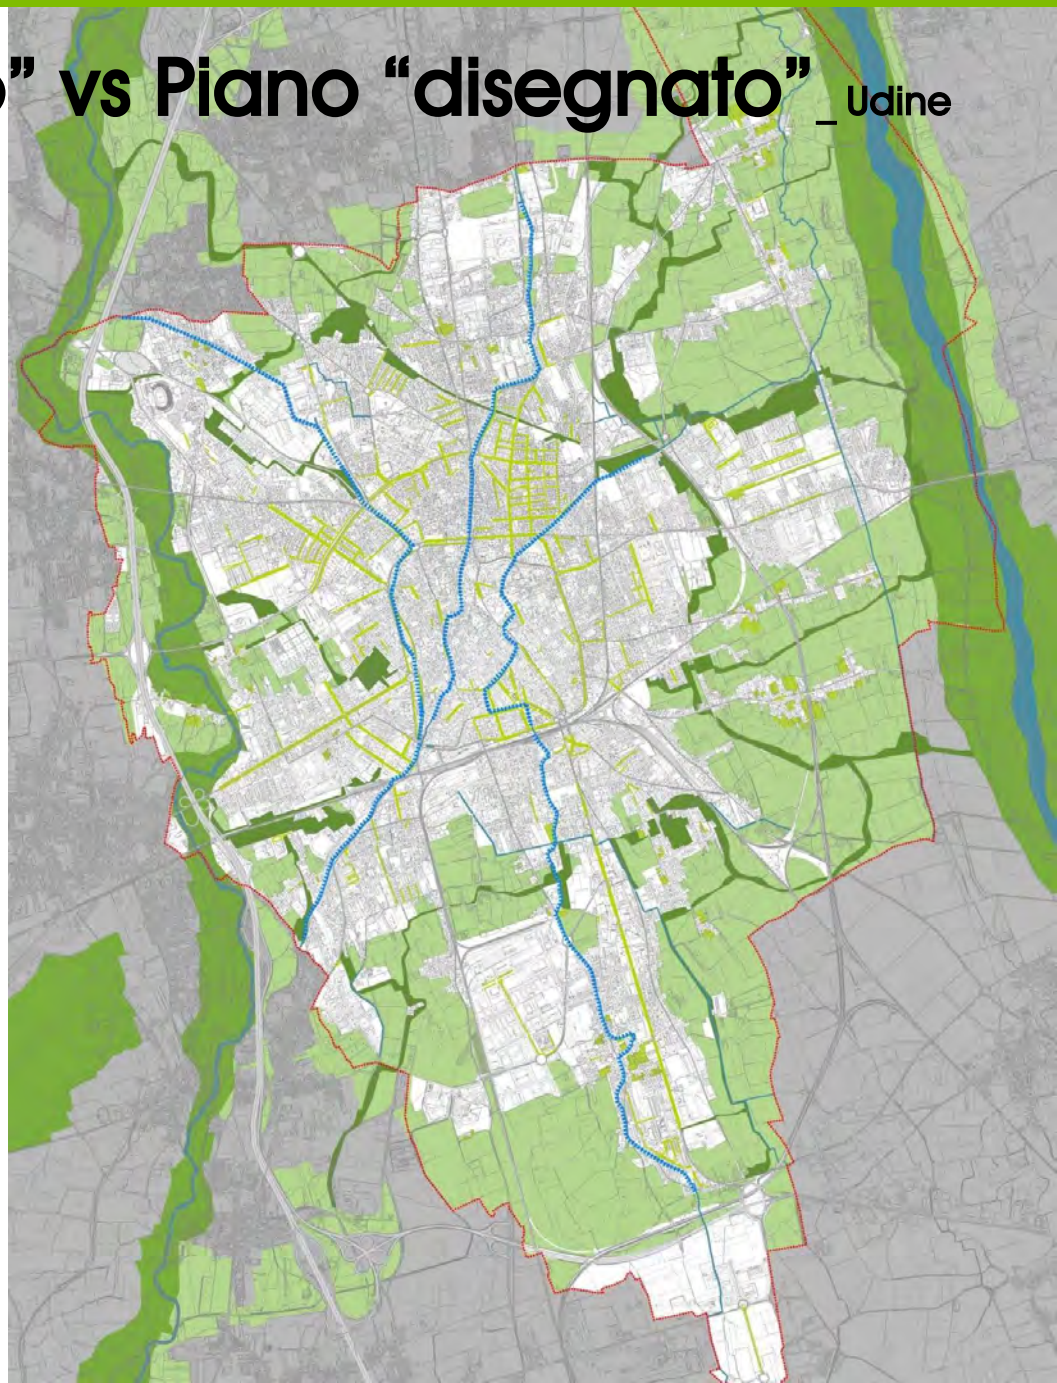 ” vs Piano “disegnato” _ Udine